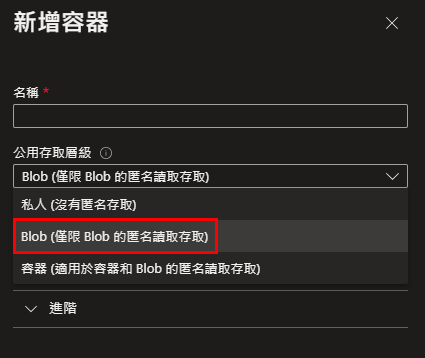 新增容器
名稱 *
公用存取層級
Blob (僅限 Blob 的匿名讀取存取)
私人 (沒有匿名存取)
Blob (僅限 Blob 的匿名讀取存取)
容器 (適用於容器和 Blob 的匿名讀取存取)
進階